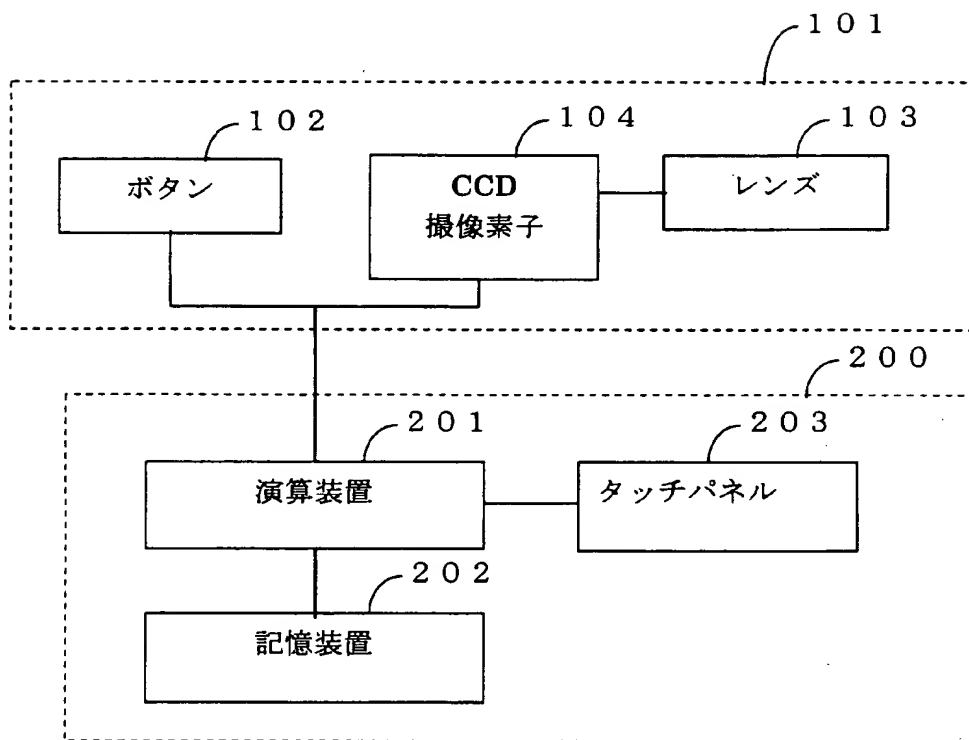 １０１
１０２
１０４
１０３
ボタン
CCD
撮像素子
レンズ
２００
２０１
２０３
演算装置
タッチパネル
２０２
記憶装置